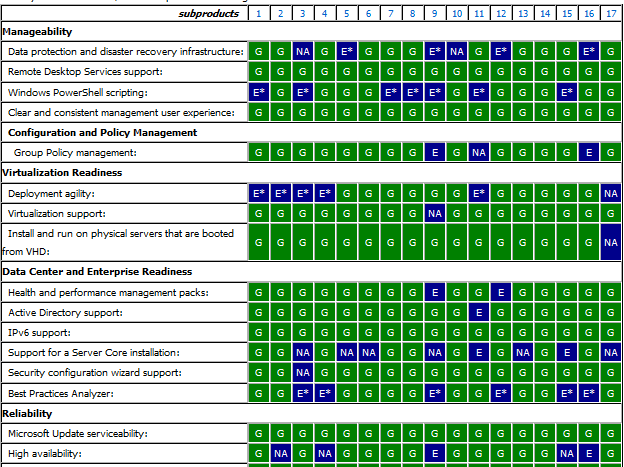 subproducts 1 2 3 4 5 6 7 8 9 10 11 12 13 14 15 16 17
Manageability
Data protection and disaster recovery infrastructure: G G NA G E* G G G E* NA G E* G G G E* G
Remote Desktop Services support: G G G G G G G G G G G G G G G G G
Windows PowerShell scripting: E* G E* G G G E* E* E* G E* G G G E* G G
Clear and consistent management user experience: G G G G G G G G G G G G G G G G G
Configuration and Policy Management
Group Policy management: G G G G G G G G E G NA G G G G E G
Virtualization Readiness
Deployment agility: E* E* E* E* G G G G G G E* G G G G G NA
Virtualization support: G G G G G G G G NA G G G G G G G G
Install and run on physical servers that are booted
from VHD: G G G G G G G G G G G G G G G G NA
Data Center and Enterprise Readiness
Health and performance management packs: G G G G G G G G E G G E G G G G G
Active Directory support: G G G G G G G G G G E G G G G G G
IPv6 support: G G G G G G G G G G G G G G G G G
Support for a Server Core installation: G G NA G NA NA G G NA G E G NA G E G NA
Security configuration wizard support: G G NA G G G G G G G G G G G G G G
Best Practices Analyzer: G G E* E* G G G G E* G G E* G G E* E* G
Reliability
Microsoft Update serviceability: G G G G G G G G G G G G G G G G G
High availability: G NA G NA G G G G E G G G G G NA E G